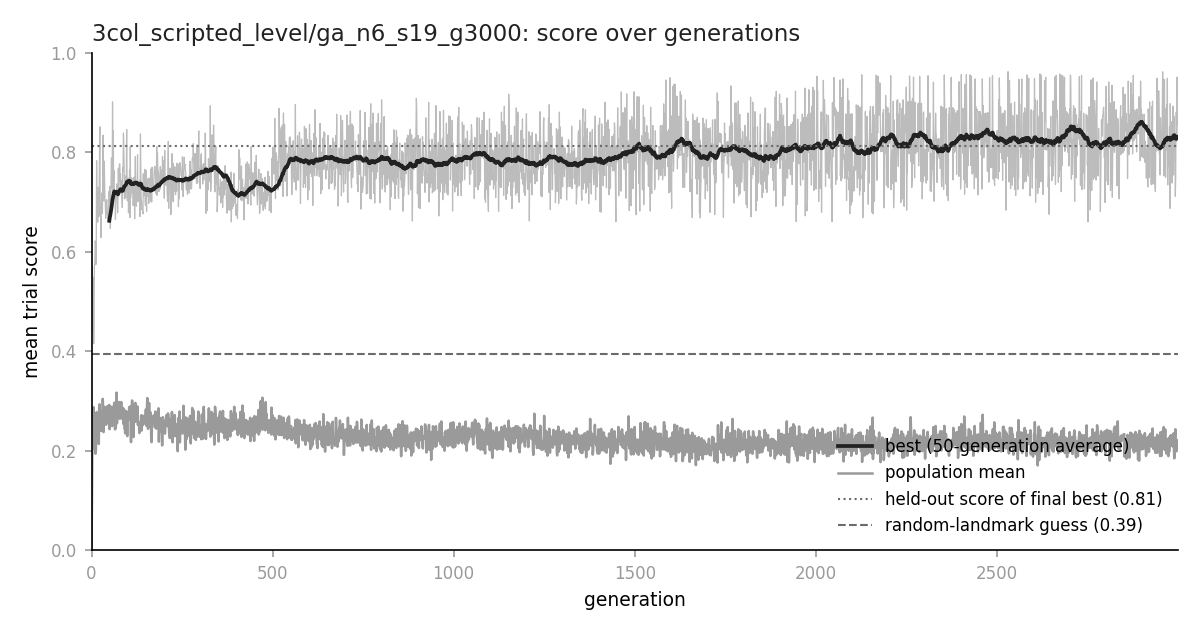 3col_scripted_level/ga_n6_s19_g3000: score over generations
1.0
0.8
0.6
0.4
0.2
0.0
mean trial score
best (50-generation average)
population mean
held-out score of final best (0.81)
random-landmark guess (0.39)
0 500 1000 1500 2000 2500
generation